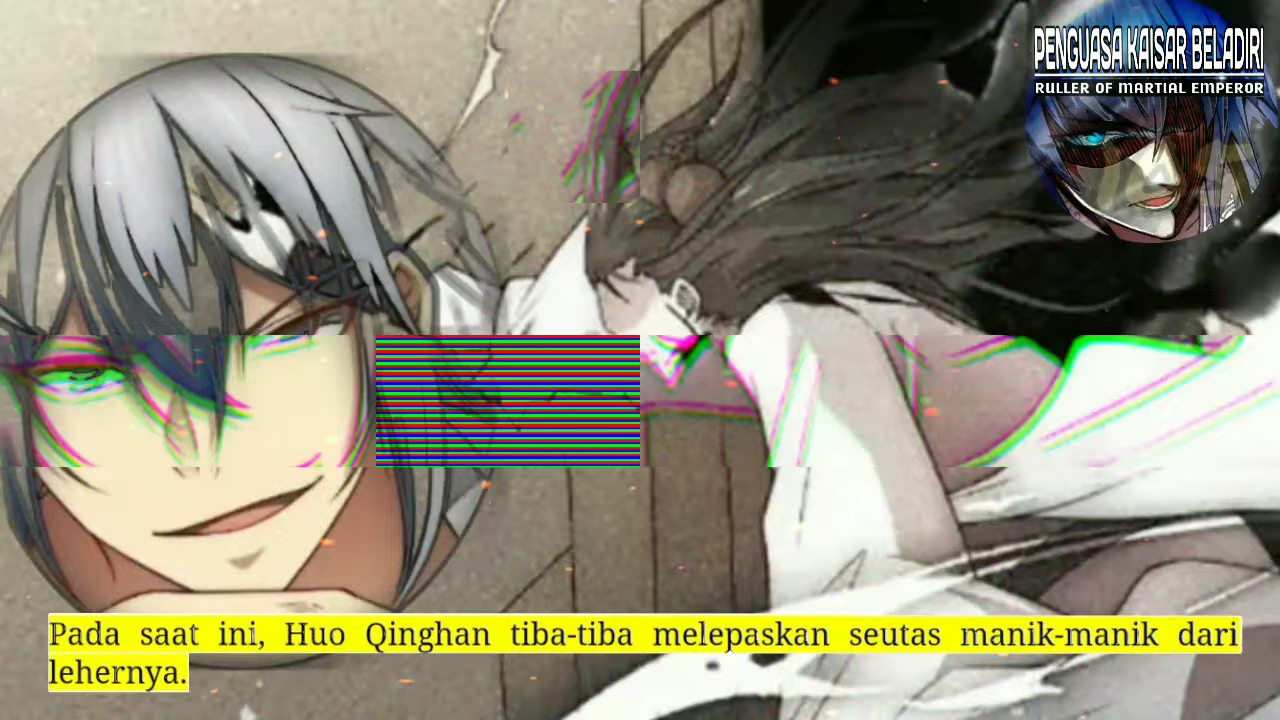 PENGUASA KAISAR BELADIRI
RULLER OF MARTIAL EMPEROR
Pada saat ini, Huo Qinghan tiba-tiba melepaskan seutas manik-manik dari
lehernya.